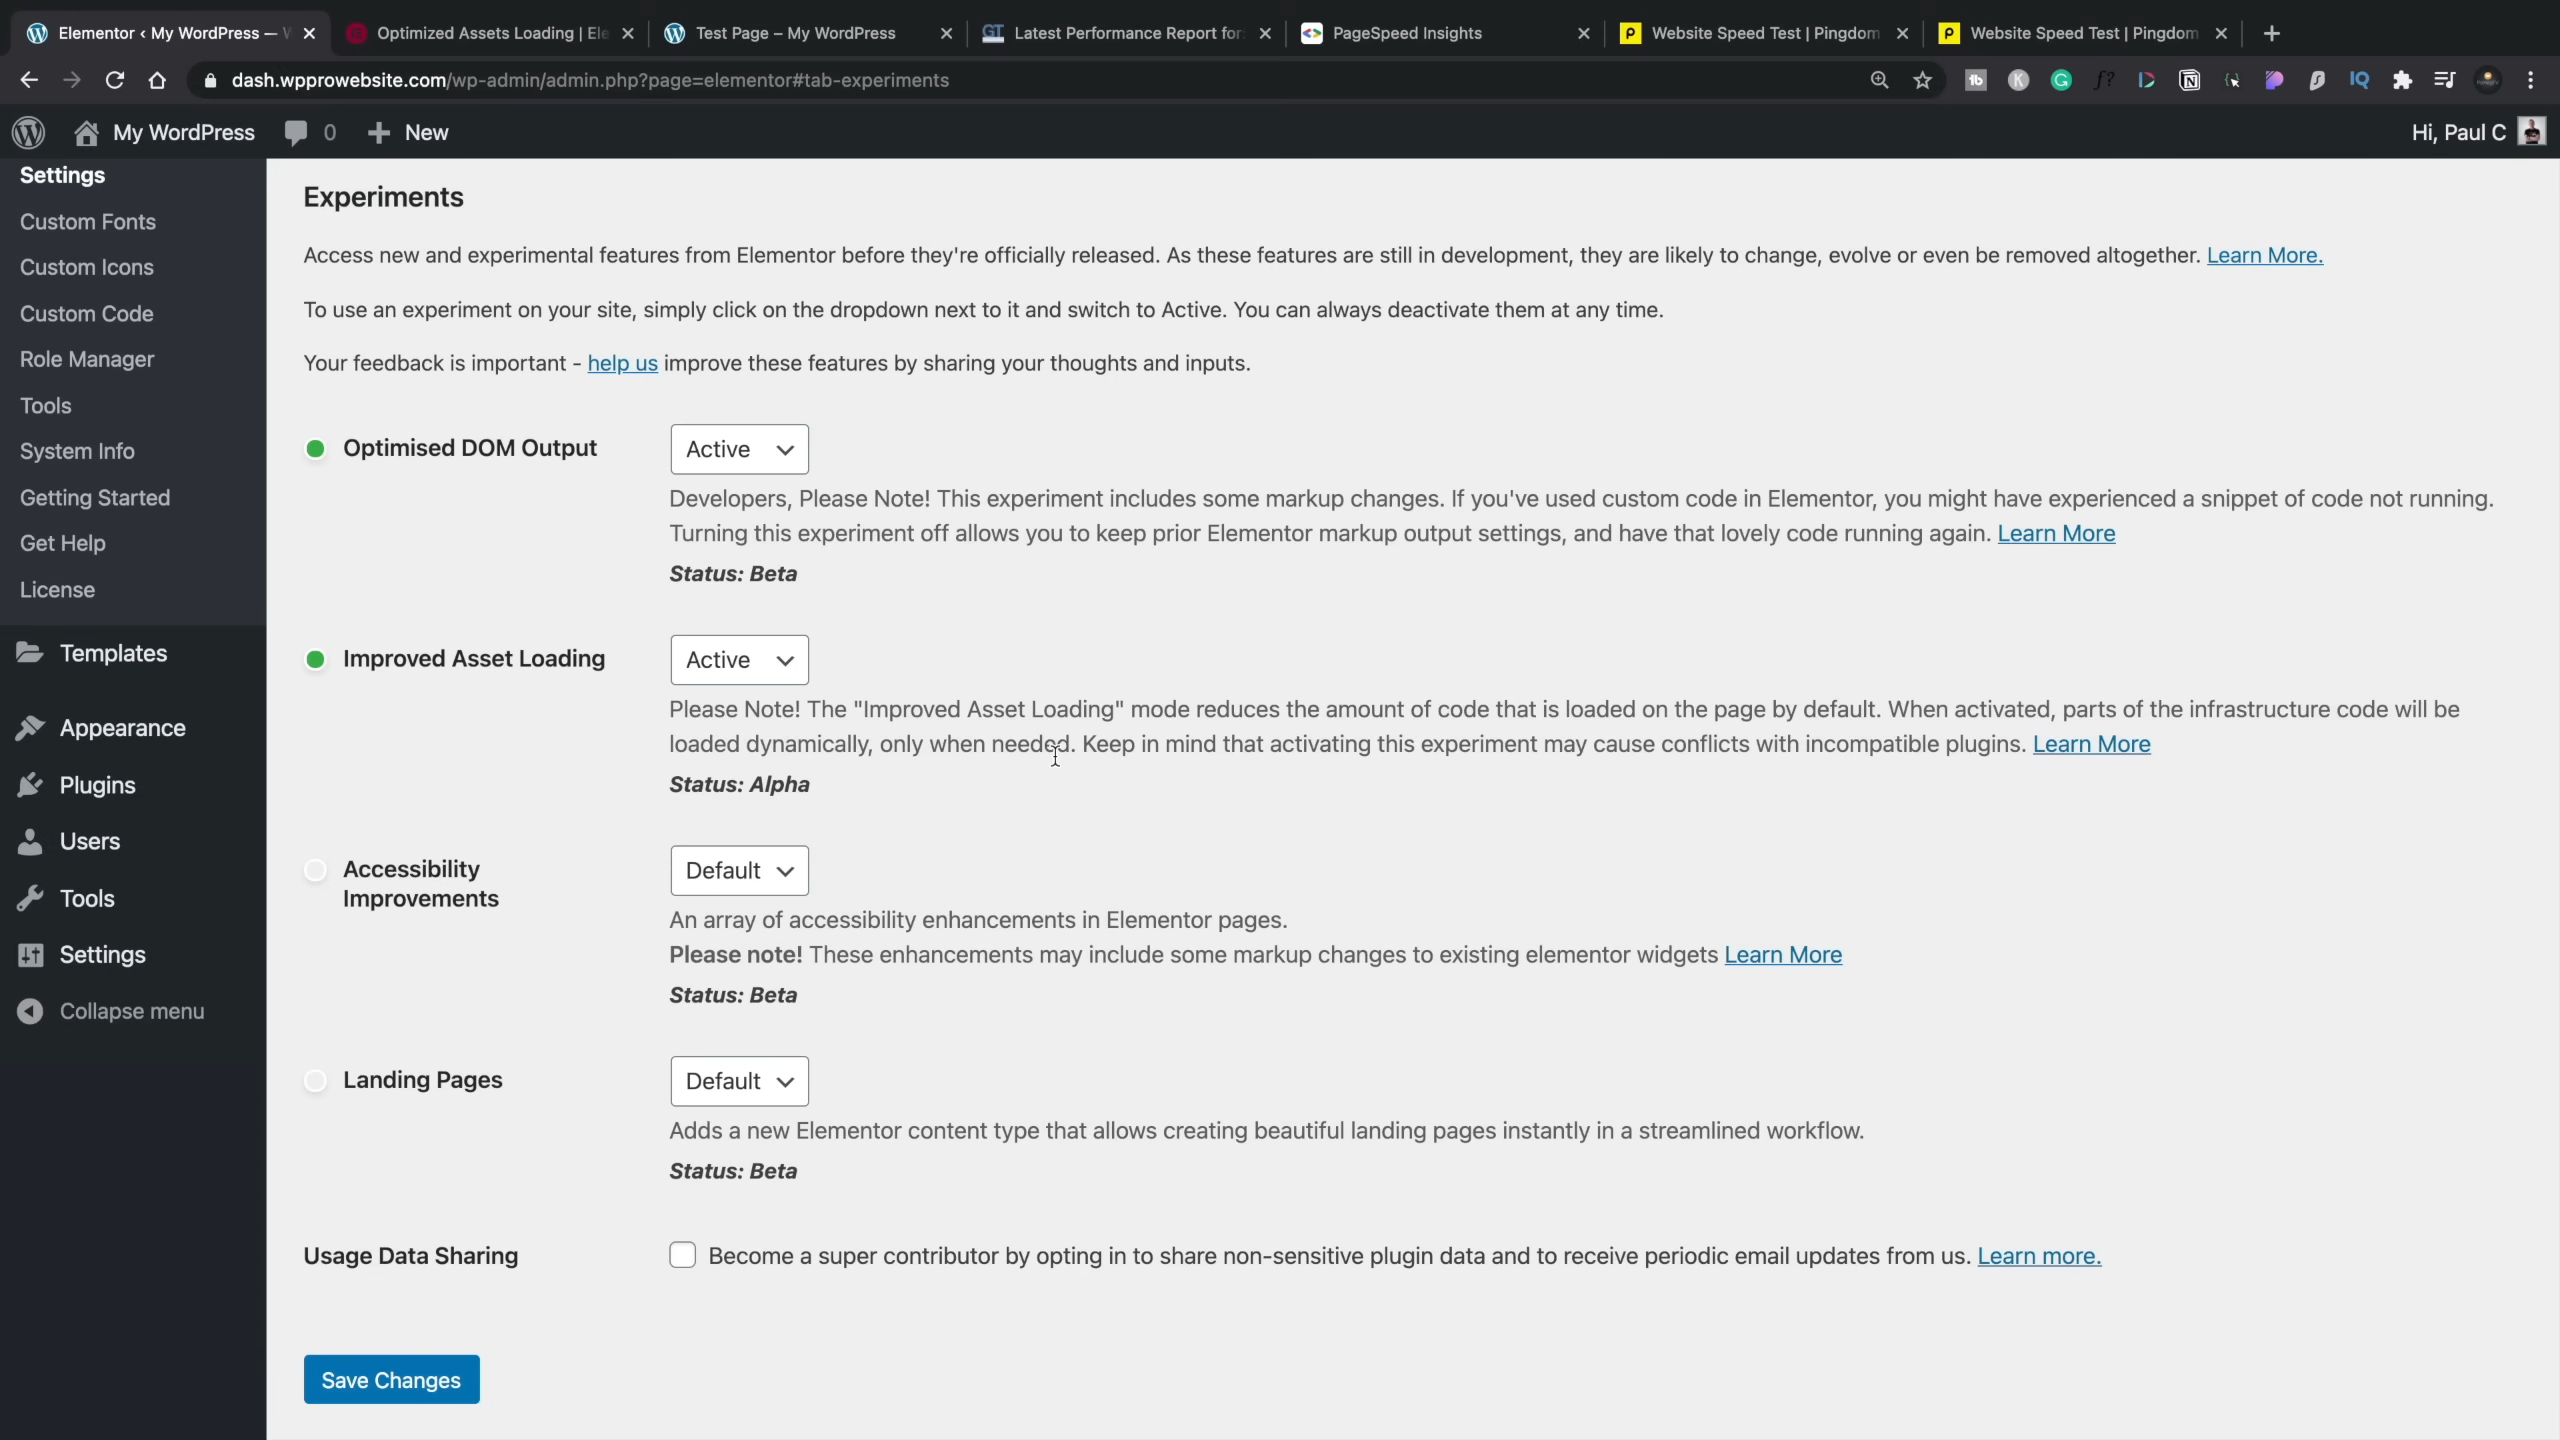 Elementor ‹ My WordPress —
Optimized Assets Loading | Ele
Test Page – My WordPress
GT
Latest Performance Report for:
PageSpeed Insights
Website Speed Test | Pingdom
Website Speed Test | Pingdom
dash.wpprowebsite.com/wp-admin/admin.php?page=elementor#tab-experiments
My WordPress
0
New
Hi, Paul C
Settings
Custom Fonts
Custom Icons
Custom Code
Role Manager
Tools
System Info
Getting Started
Get Help
License
Templates
Appearance
Plugins
Users
Tools
Settings
Collapse menu
Experiments
Access new and experimental features from Elementor before they're officially released. As these features are still in development, they are likely to change, evolve or even be removed altogether. Learn More.
To use an experiment on your site, simply click on the dropdown next to it and switch to Active. You can always deactivate them at any time.
Your feedback is important - help us improve these features by sharing your thoughts and inputs.
Optimised DOM Output
Active
Developers, Please Note! This experiment includes some markup changes. If you've used custom code in Elementor, you might have experienced a snippet of code not running.
Turning this experiment off allows you to keep prior Elementor markup output settings, and have that lovely code running again. Learn More
Status: Beta
Improved Asset Loading
Active
Please Note! The "Improved Asset Loading" mode reduces the amount of code that is loaded on the page by default. When activated, parts of the infrastructure code will be
loaded dynamically, only when needed. Keep in mind that activating this experiment may cause conflicts with incompatible plugins. Learn More
Status: Alpha
Accessibility
Improvements
Default
An array of accessibility enhancements in Elementor pages.
Please note! These enhancements may include some markup changes to existing elementor widgets Learn More
Status: Beta
Landing Pages
Default
Adds a new Elementor content type that allows creating beautiful landing pages instantly in a streamlined workflow.
Status: Beta
Usage Data Sharing
Become a super contributor by opting in to share non-sensitive plugin data and to receive periodic email updates from us. Learn more.
Save Changes